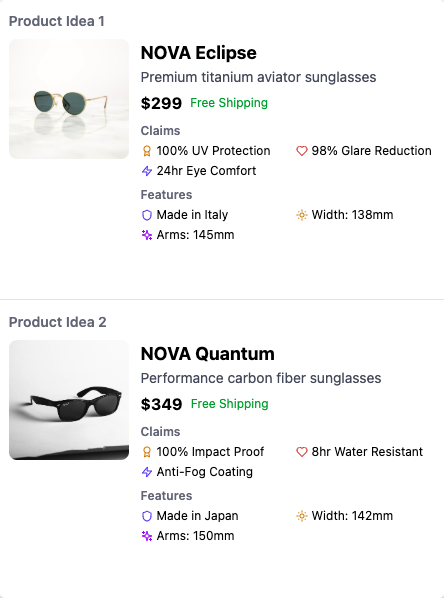 Product Idea 1
NOVA Eclipse
Premium titanium aviator sunglasses
$299 Free Shipping
Claims
100% UV Protection 98% Glare Reduction
24hr Eye Comfort
Features
Made in Italy Width: 138mm
Arms: 145mm
Product Idea 2
NOVA Quantum
Performance carbon fiber sunglasses
$349 Free Shipping
Claims
100% Impact Proof 8hr Water Resistant
Anti-Fog Coating
Features
Made in Japan Width: 142mm
Arms: 150mm